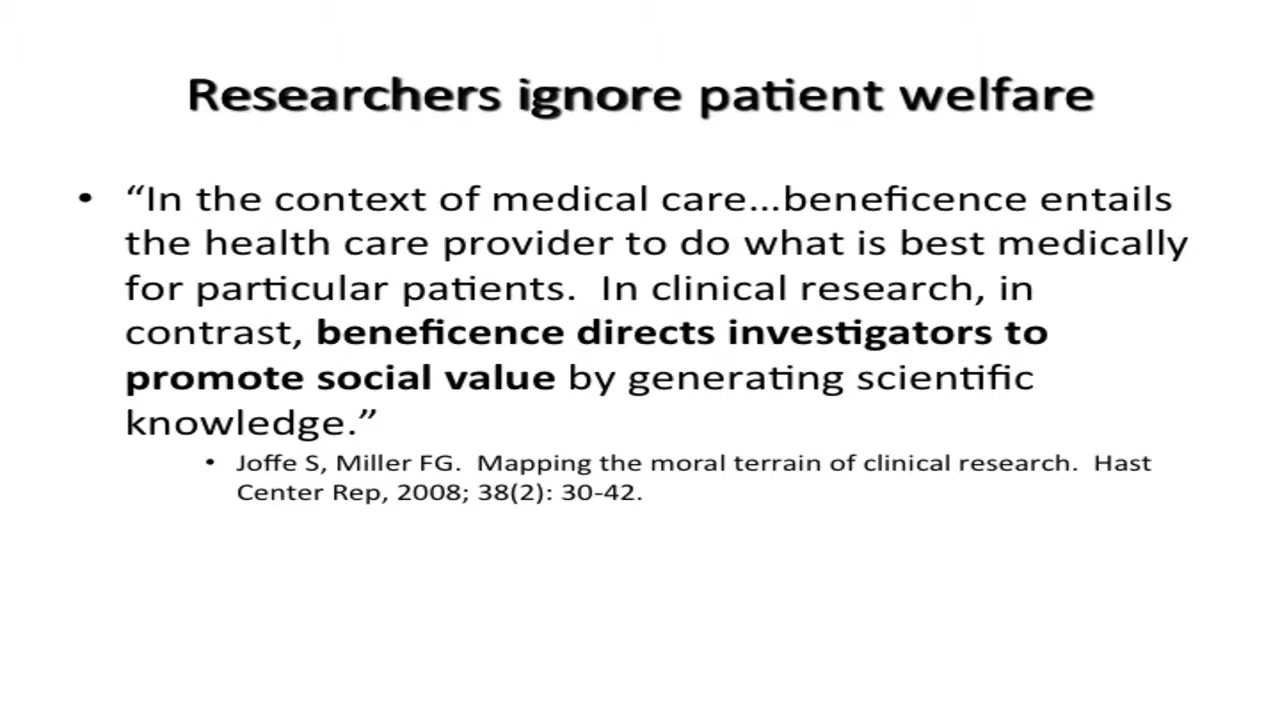 Researchers ignore patient welfare
• “In the context of medical care…beneficence entails
the health care provider to do what is best medically
for particular patients.  In clinical research, in
contrast, beneficence directs investigators to
promote social value by generating scientific
knowledge.”
• Joffe S, Miller FG.  Mapping the moral terrain of clinical research.  Hast
Center Rep, 2008; 38(2): 30-42.